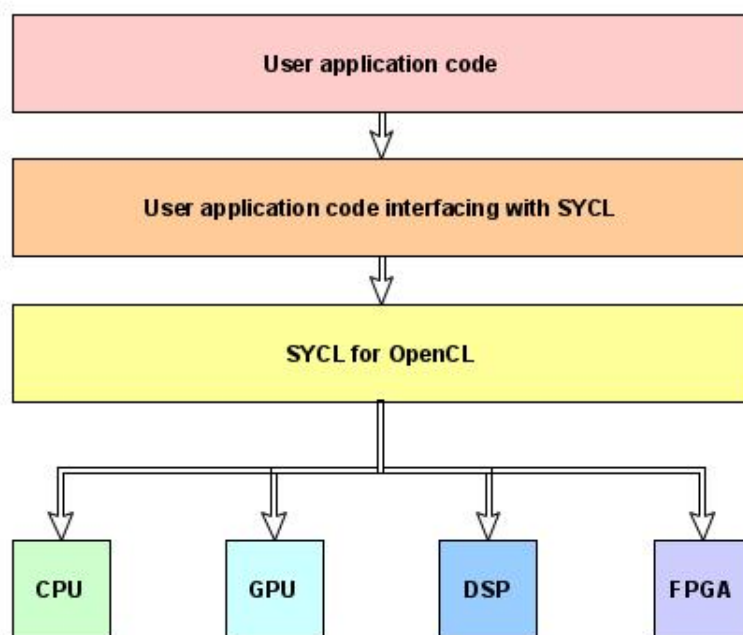 User application code
User application code interfacing with SYCL
SYCL for OpenCL
CPU GPU DSP FPGA